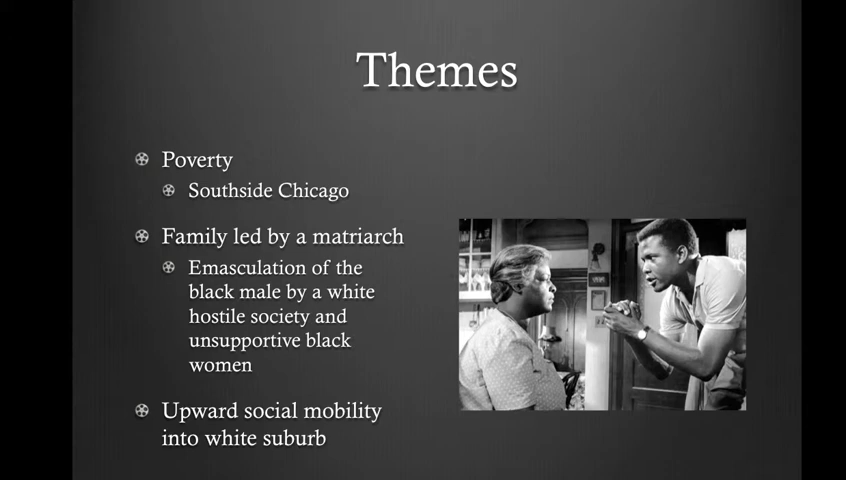 Themes
Poverty
Southside Chicago
Family led by a matriarch
Emasculation of the
black male by a white
hostile society and
unsupportive black
women
Upward social mobility
into white suburb